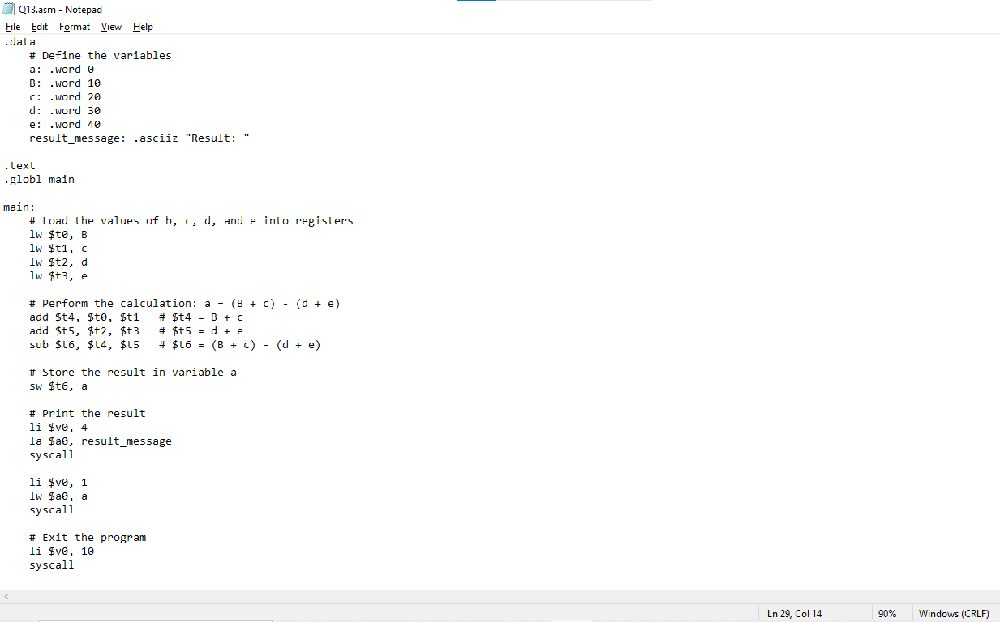 Q13.asm - Notepad
File Edit Format View Help
.data
    # Define the variables
    a: .word 0
    B: .word 10
    c: .word 20
    d: .word 30
    e: .word 40
    result_message: .asciiz "Result: "

.text
.globl main

main:
    # Load the values of b, c, d, and e into registers
    lw $t0, B
    lw $t1, c
    lw $t2, d
    lw $t3, e

    # Perform the calculation: a = (B + c) - (d + e)
    add $t4, $t0, $t1   # $t4 = B + c
    add $t5, $t2, $t3   # $t5 = d + e
    sub $t6, $t4, $t5   # $t6 = (B + c) - (d + e)

    # Store the result in variable a
    sw $t6, a

    # Print the result
    li $v0, 4
    la $a0, result_message
    syscall

    li $v0, 1
    lw $a0, a
    syscall

    # Exit the program
    li $v0, 10
    syscall
Ln 29, Col 14 90% Windows (CRLF)